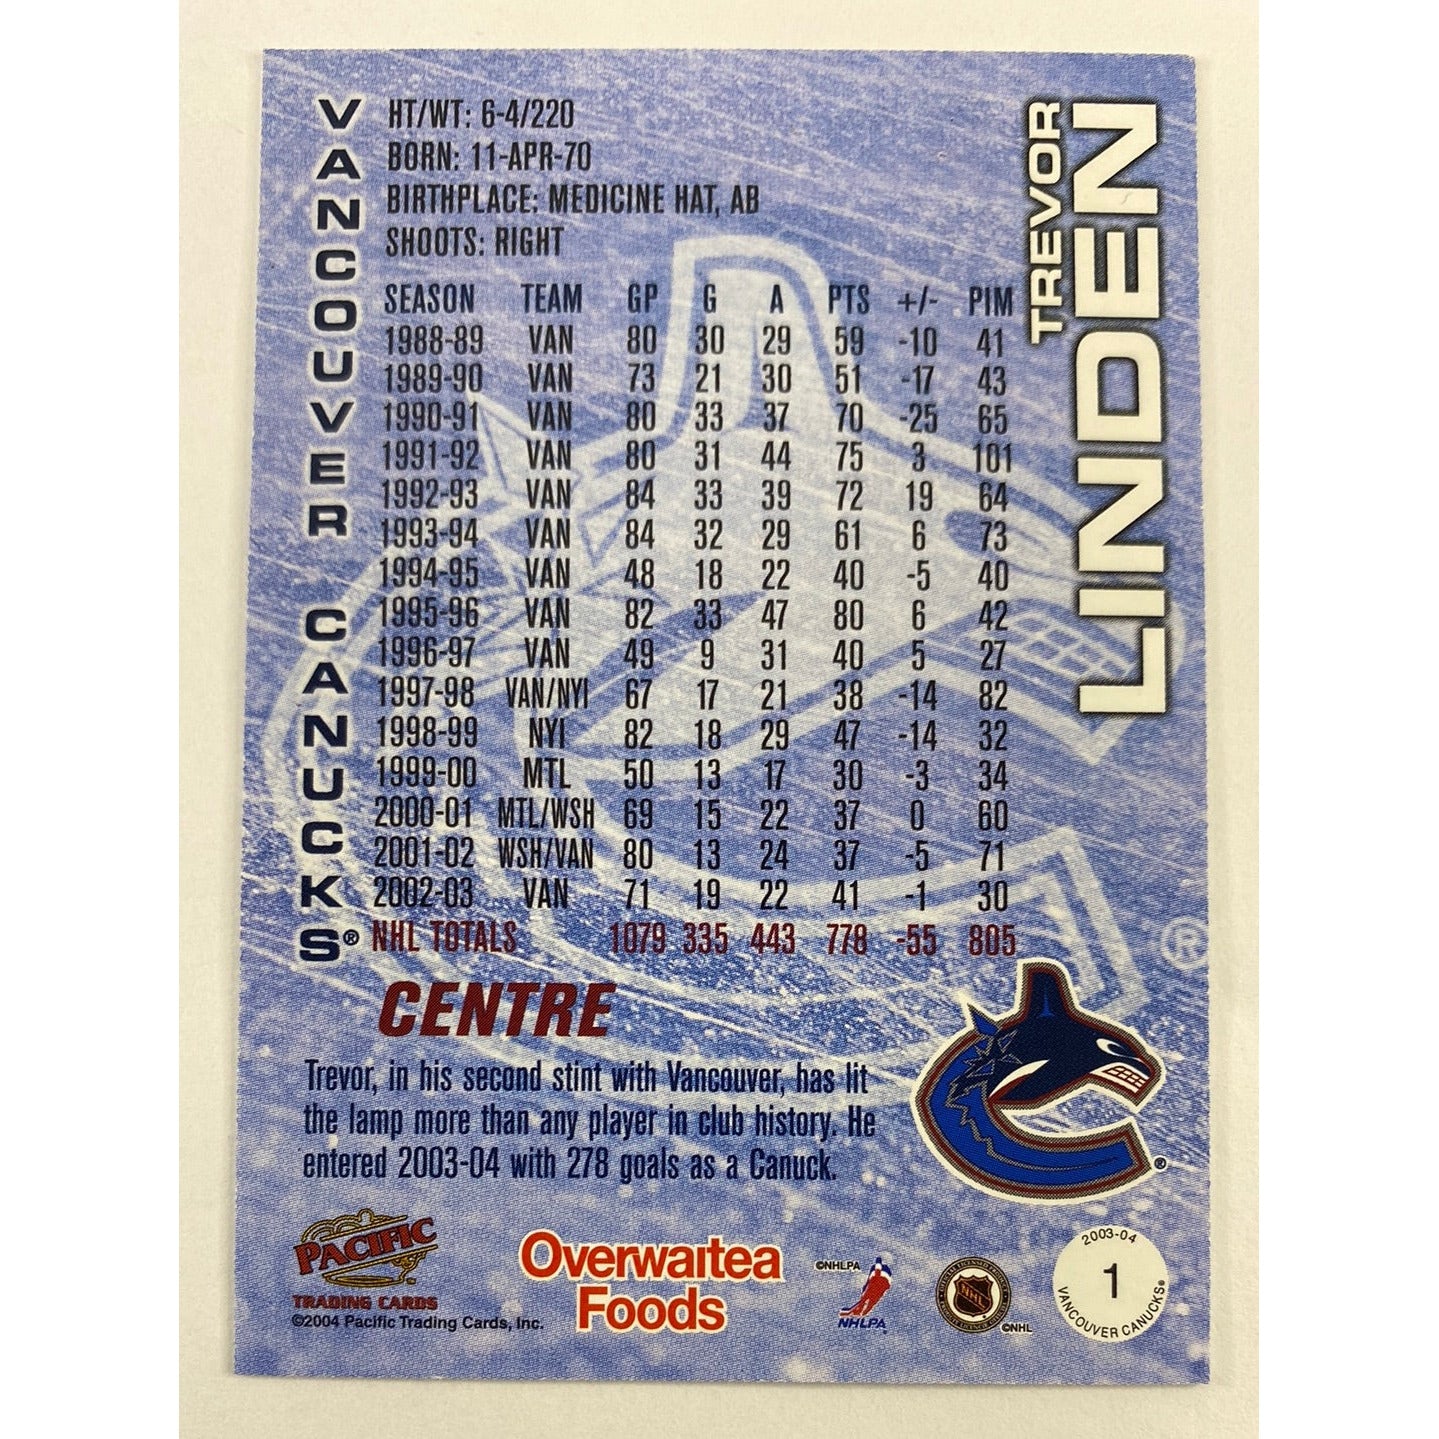 VANCOUVER CANUCKS®
HT/WT: 6-4/220
BORN: 11-APR-70
BIRTHPLACE: MEDICINE HAT, AB
SHOOTS: RIGHT
TREVOR
LINDEN
SEASON TEAM GP G A PTS +/- PIM
1988-89 VAN 80 30 29 59 -10 41
1989-90 VAN 73 21 30 51 -17 43
1990-91 VAN 80 33 37 70 -25 65
1991-92 VAN 80 31 44 75 3 101
1992-93 VAN 84 33 39 72 19 64
1993-94 VAN 84 32 29 61 6 73
1994-95 VAN 48 18 22 40 -5 40
1995-96 VAN 82 33 47 80 6 42
1996-97 VAN 49 9 31 40 5 27
1997-98 VAN/NYI 67 17 21 38 -14 82
1998-99 NYI 82 18 29 47 -14 32
1999-00 MTL 50 13 17 30 -3 34
2000-01 MTL/WSH 69 15 22 37 0 60
2001-02 WSH/VAN 80 13 24 37 -5 71
2002-03 VAN 71 19 22 41 -1 30
NHL TOTALS 1079 335 443 778 -55 805
®
CENTRE
Trevor, in his second stint with Vancouver, has lit
the lamp more than any player in club history. He
entered 2003-04 with 278 goals as a Canuck.
®
PACIFIC
TRADING CARDS
©2004 Pacific Trading Cards, Inc.
Overwaitea
Foods
©NHLPA
NHLPA
NHL
©NHL
2003-04
1
VANCOUVER CANUCKS®